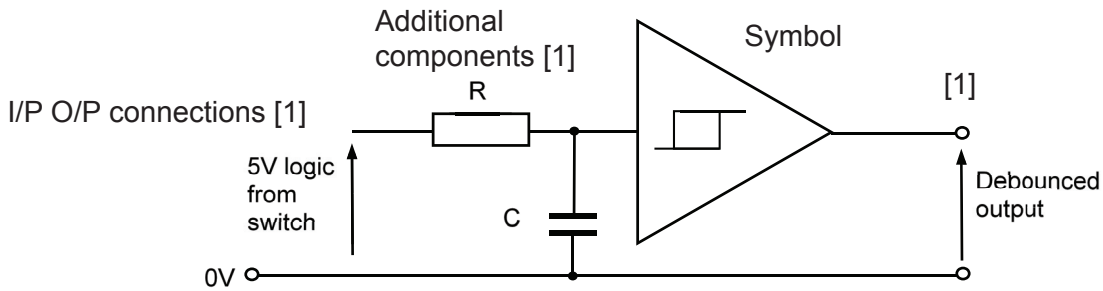 Additional
components [1]
Symbol
[1]
R
I/P O/P connections [1]
5V logic
from
switch
C
Debounced
output
0V